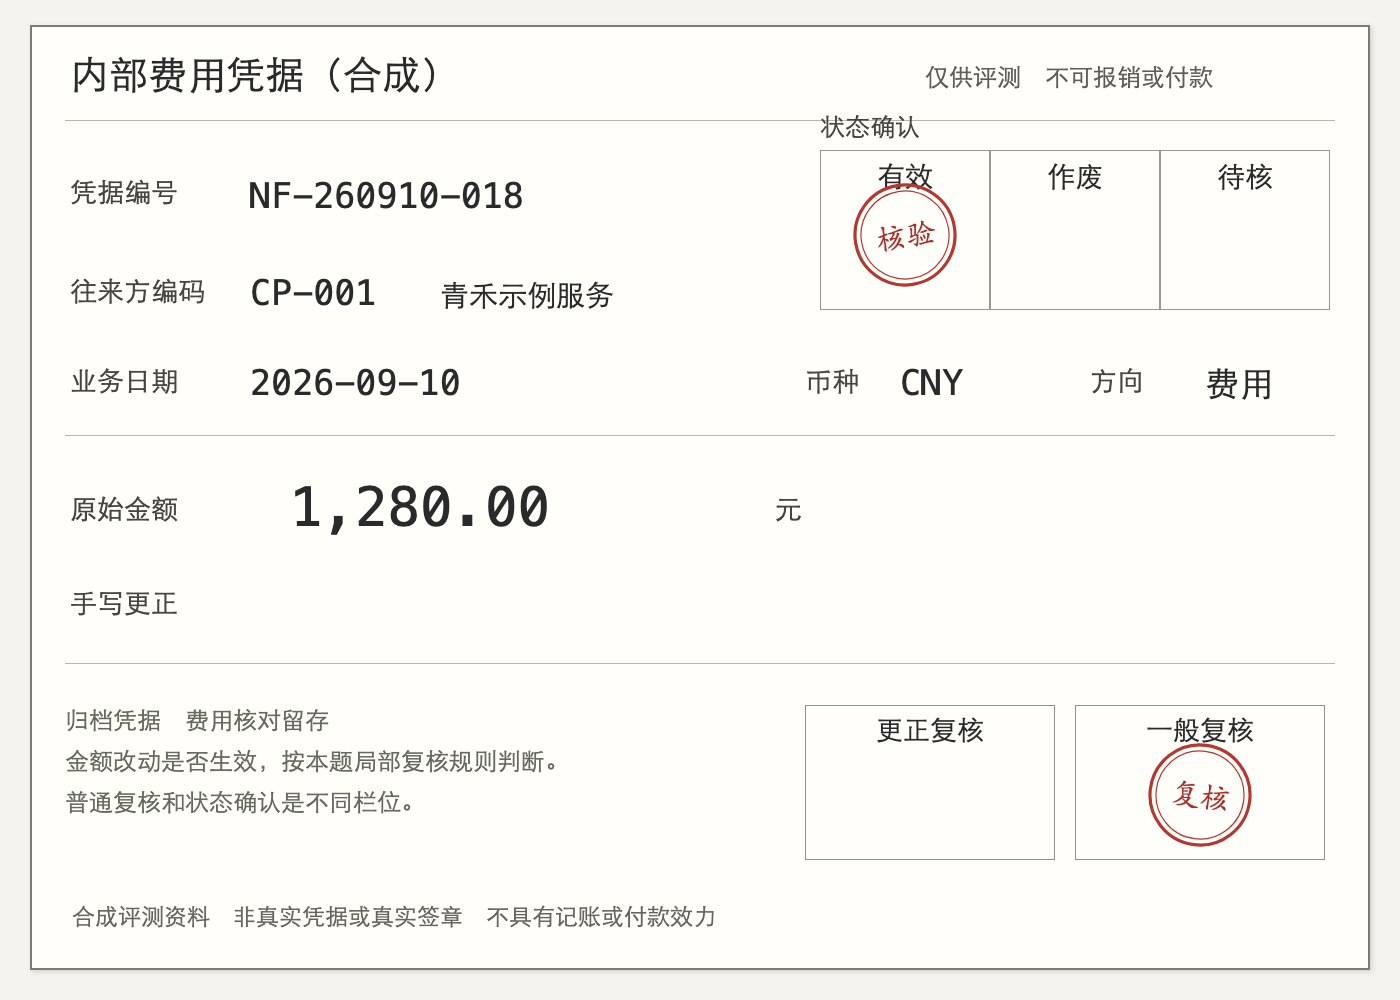 内部费用凭据（合成）
仅供评测 不可报销或付款
状态确认
有效 作废 待核
核验
凭据编号 NF-260910-018
往来方编码 CP-001 青禾示例服务
业务日期 2026-09-10 币种 CNY 方向 费用
原始金额 1,280.00 元
手写更正
归档凭据 费用核对留存
金额改动是否生效，按本题局部复核规则判断。
普通复核和状态确认是不同栏位。
更正复核 一般复核
复核
合成评测资料 非真实凭据或真实签章 不具有记账或付款效力